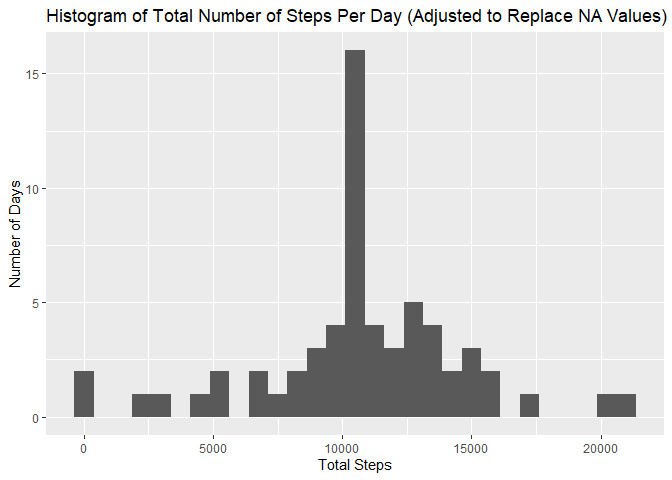 Histogram of Total Number of Steps Per Day (Adjusted to Replace NA Values)
Number of Days
15
10
5
0
0 5000 10000 15000 20000
Total Steps